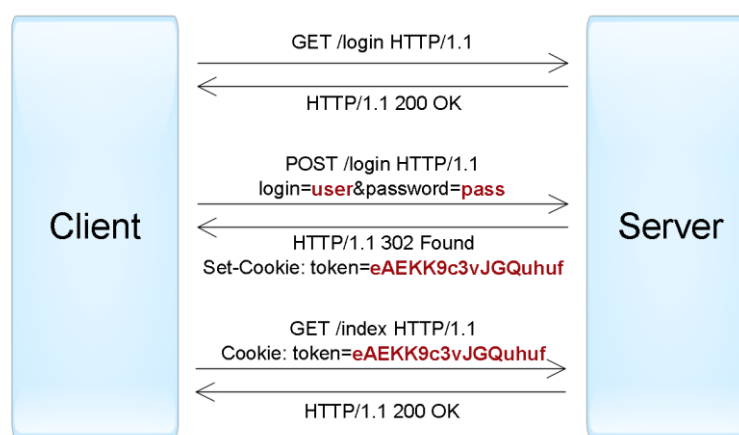 GET /login HTTP/1.1
HTTP/1.1 200 OK
POST /login HTTP/1.1
login=user&password=pass
Client
Server
HTTP/1.1 302 Found
Set-Cookie: token=eAEKK9c3vJGQuhuf
GET /index HTTP/1.1
Cookie: token=eAEKK9c3vJGQuhuf
HTTP/1.1 200 OK